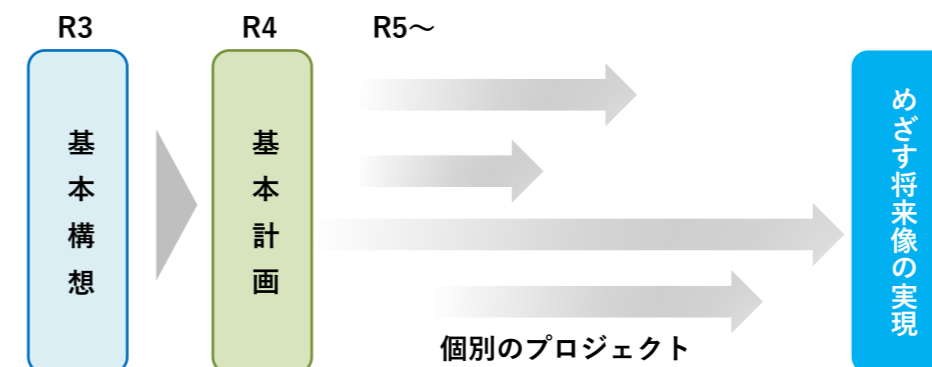 R3
R4
R5～
基本構想
基本計画
個別のプロジェクト
めざす将来像の実現